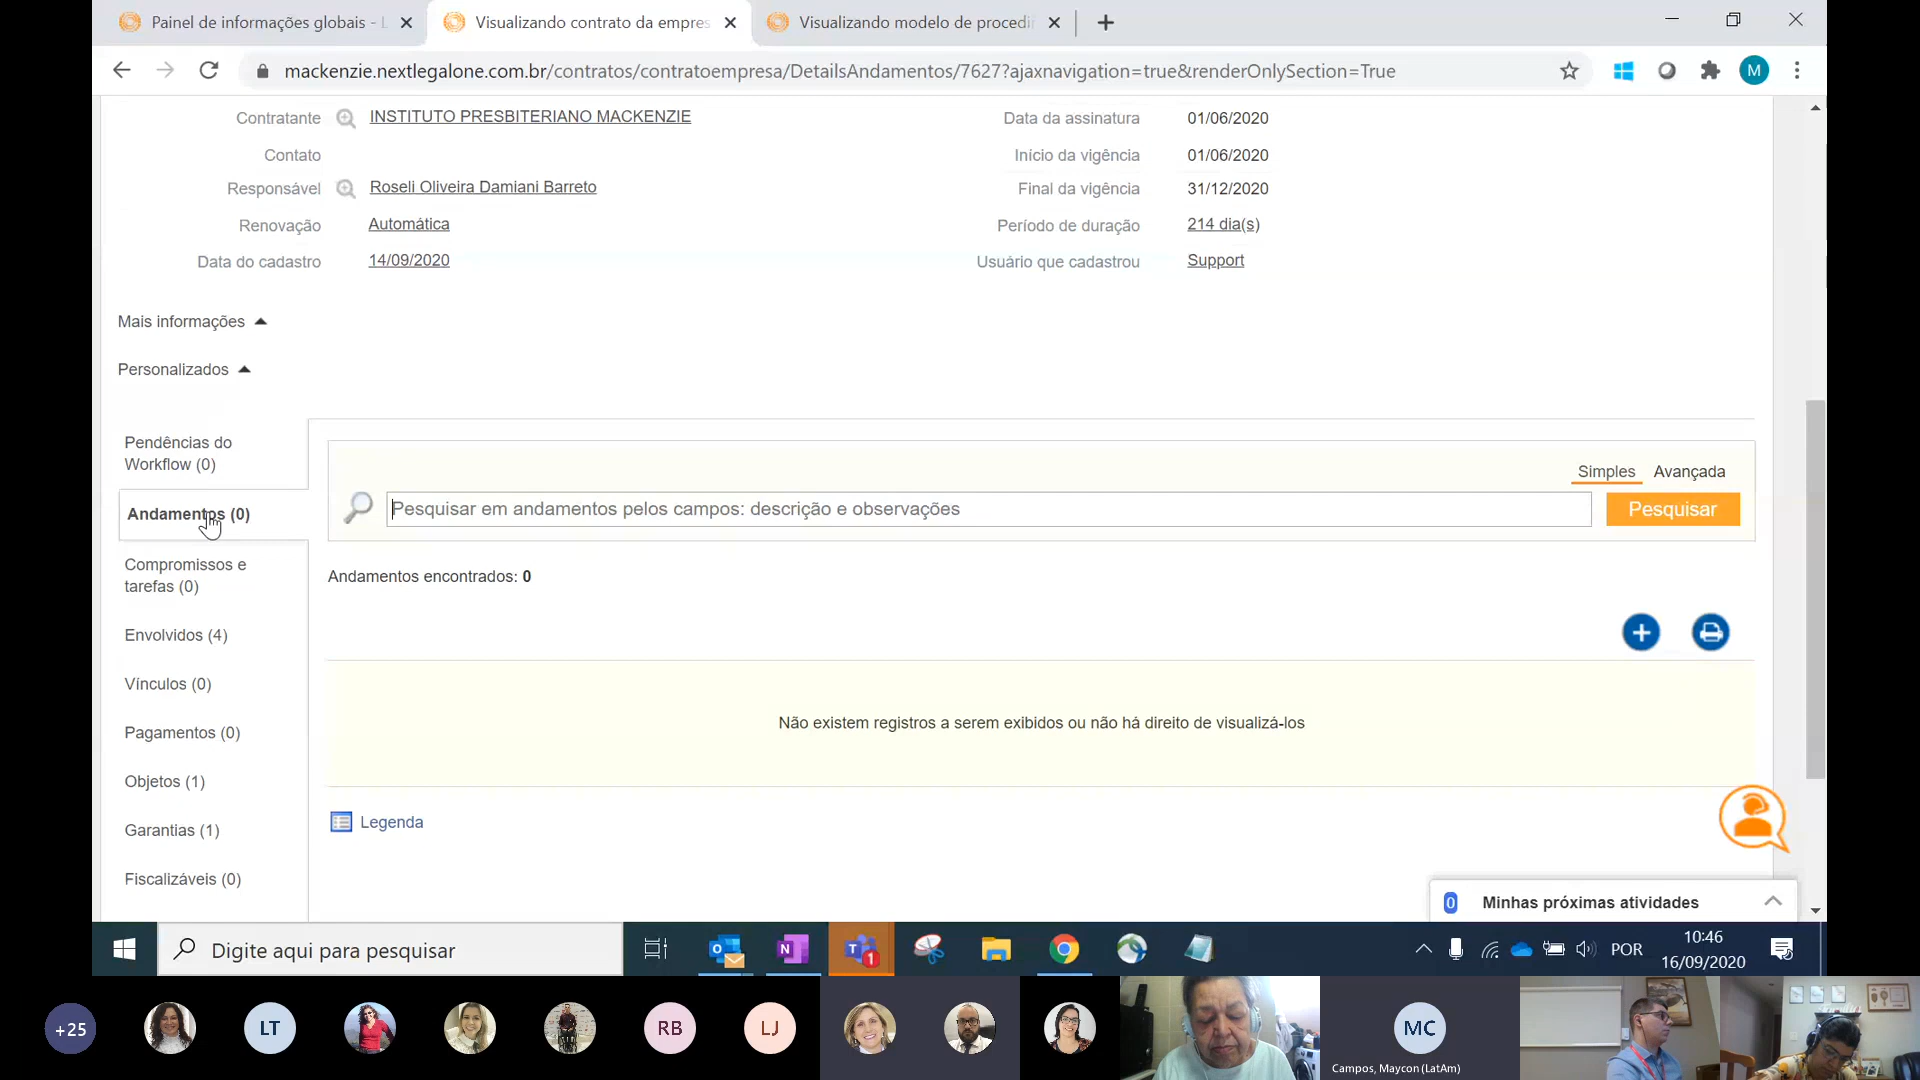 Painel de informações globais - L
Visualizando contrato da empres
Visualizando modelo de procedi
mackenzie.nextlegalone.com.br/contratos/contratoempresa/DetailsAndamentos/7627?ajaxnavigation=true&renderOnlySection=True
M
Contratante INSTITUTO PRESBITERIANO MACKENZIE
Data da assinatura 01/06/2020
Contato
Início da vigência 01/06/2020
Responsável Roseli Oliveira Damiani Barreto
Final da vigência 31/12/2020
Renovação Automática
Período de duração 214 dia(s)
Data do cadastro 14/09/2020
Usuário que cadastrou Support
Mais informações
Personalizados
Pendências do
Workflow (0)
Andamentos (0)
Compromissos e
tarefas (0)
Envolvidos (4)
Vínculos (0)
Pagamentos (0)
Objetos (1)
Garantias (1)
Fiscalizáveis (0)
Simples Avançada
Pesquisar em andamentos pelos campos: descrição e observações
Pesquisar
Andamentos encontrados: 0
Não existem registros a serem exibidos ou não há direito de visualizá-los
Legenda
0 Minhas próximas atividades
Digite aqui para pesquisar
1
POR
10:46
16/09/2020
+25
LT
RB
LJ
MC
Campos, Maycon (LatAm)